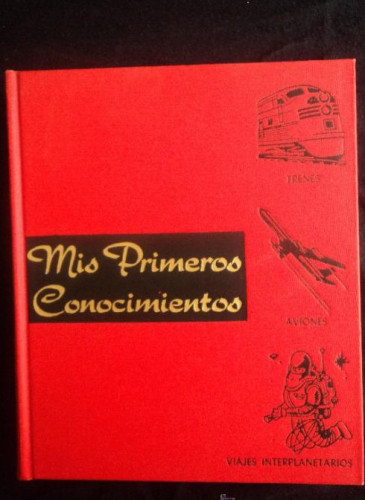 TRENES
Mis Primeros
Conocimientos
AVIONES
VIAJES INTERPLANETARIOS